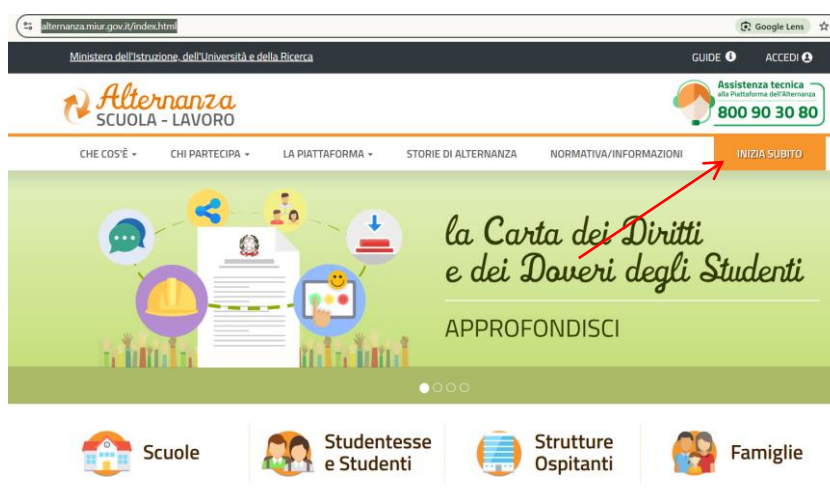 alternanza.miur.gov.it/index.html
Google Lens
Ministero dell'Istruzione, dell'Università e della Ricerca
GUIDE
ACCEDI
Alternanza
SCUOLA - LAVORO
Assistenza tecnica
alla Piattaforma dell'Alternanza
800 90 30 80
CHE COS'È
CHI PARTECIPA
LA PIATTAFORMA
STORIE DI ALTERNANZA
NORMATIVA/INFORMAZIONI
INIZIA SUBITO
la Carta dei Diritti
e dei Doveri degli Studenti
APPROFONDISCI
Scuole
Studentesse
e Studenti
Strutture
Ospitanti
Famiglie